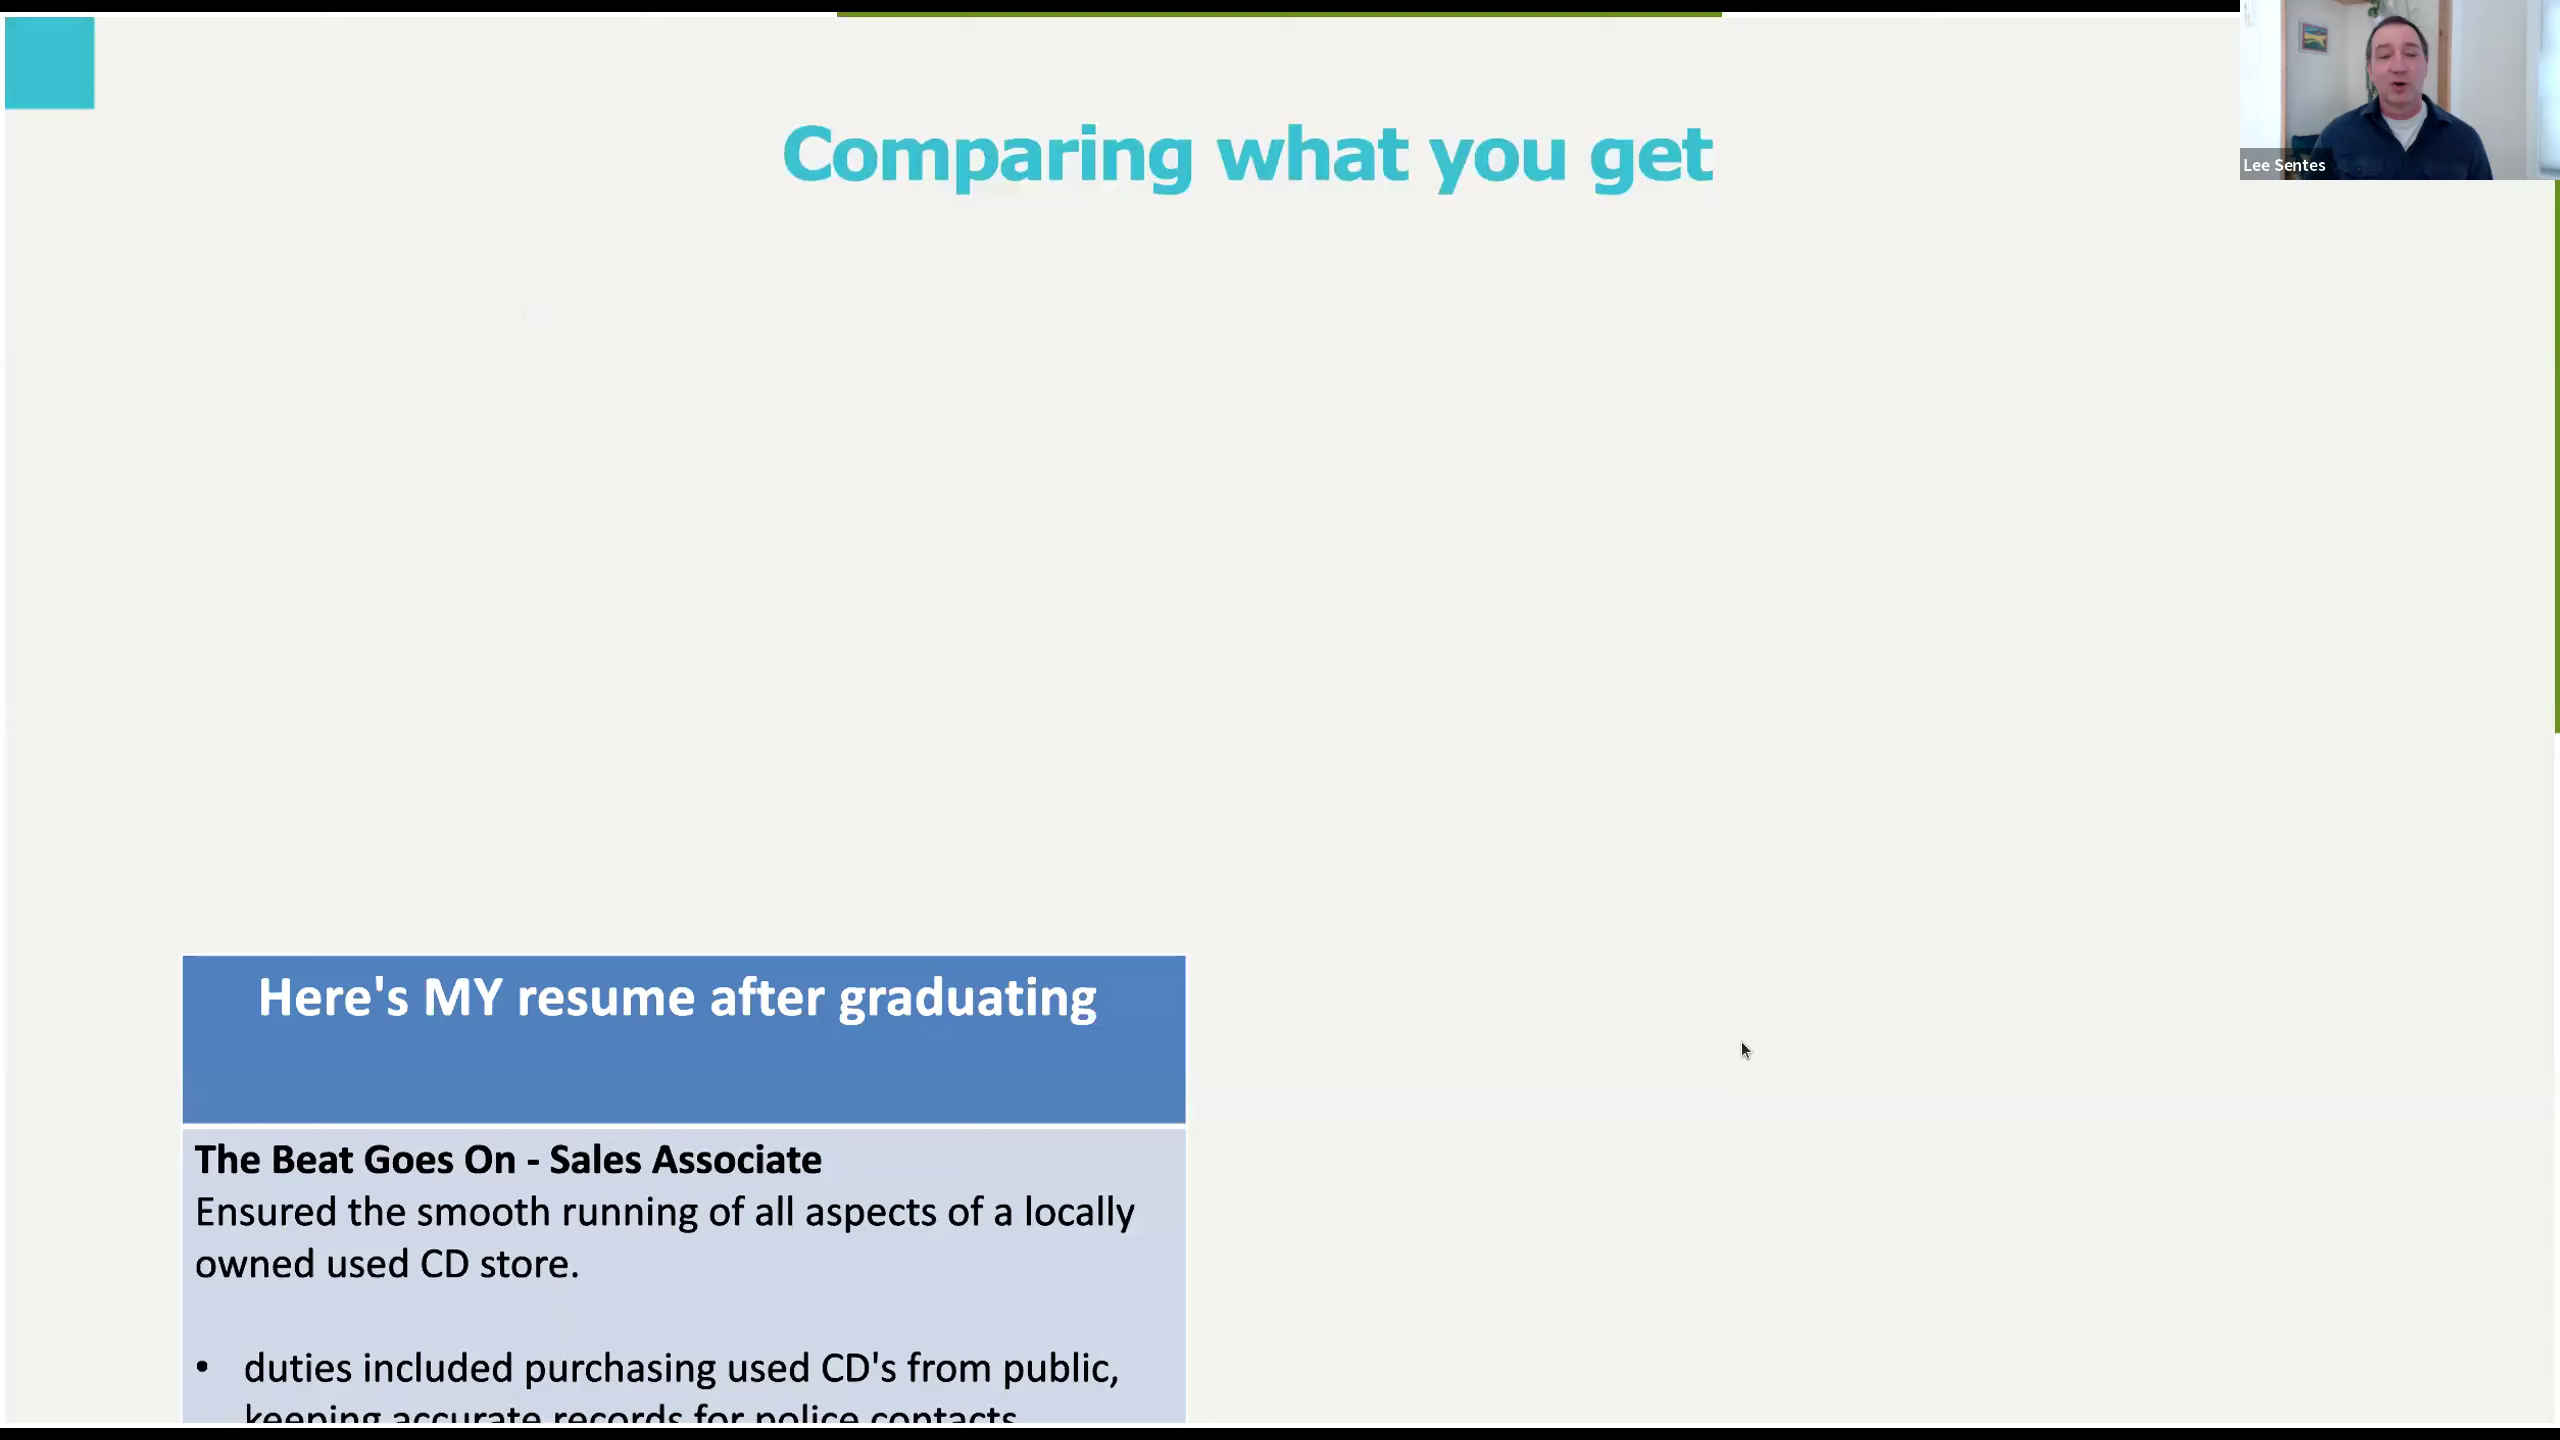 Comparing what you get
Lee Sentes
Here's MY resume after graduating
The Beat Goes On - Sales Associate
Ensured the smooth running of all aspects of a locally
owned used CD store.
• duties included purchasing used CD's from public,
keeping accurate records for police contacts